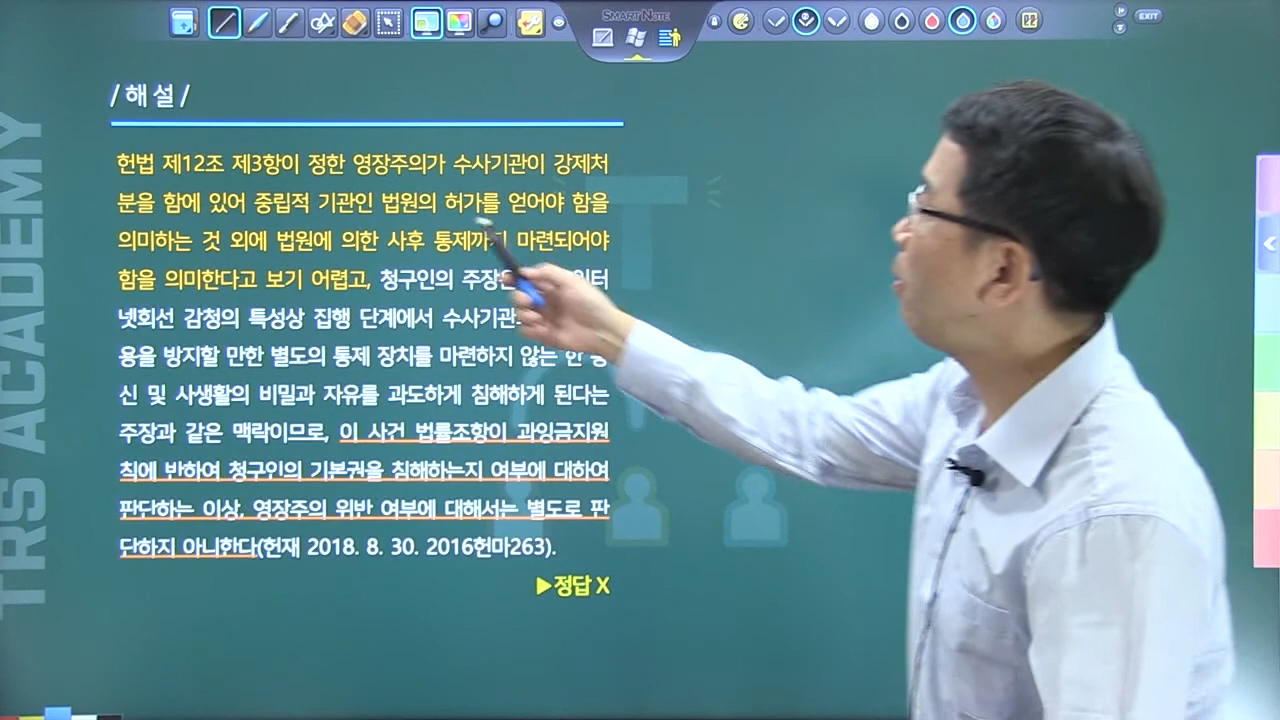 SMART NOTE
EXIT
/ 해 설 /
헌법 제12조 제3항이 정한 영장주의가 수사기관이 강제처
분을 함에 있어 중립적 기관인 법원의 허가를 얻어야 함을
의미하는 것 외에 법원에 의한 사후 통제까지 마련되어야
함을 의미한다고 보기 어렵고, 청구인의 터
넷회선 감청의 특성상 집행 단계에서
용을 방지할 만한 별도의 통제 장치를 마련하지 않는 한
신 및 사생활의 비밀과 자유를 과도하게 침해하게 된다는
주장과 같은 맥락이므로, 이 사건 법률조항이 과잉금지원
칙에 반하여 청구인의 기본권을 침해하는지 여부에 대하여
판단하는 이상, 영장주의 위반 여부에 대해서는 별도로 판
단하지 아니한다(헌재 2018. 8. 30. 2016헌마263).
▶정답 X
TRS ACADEMY